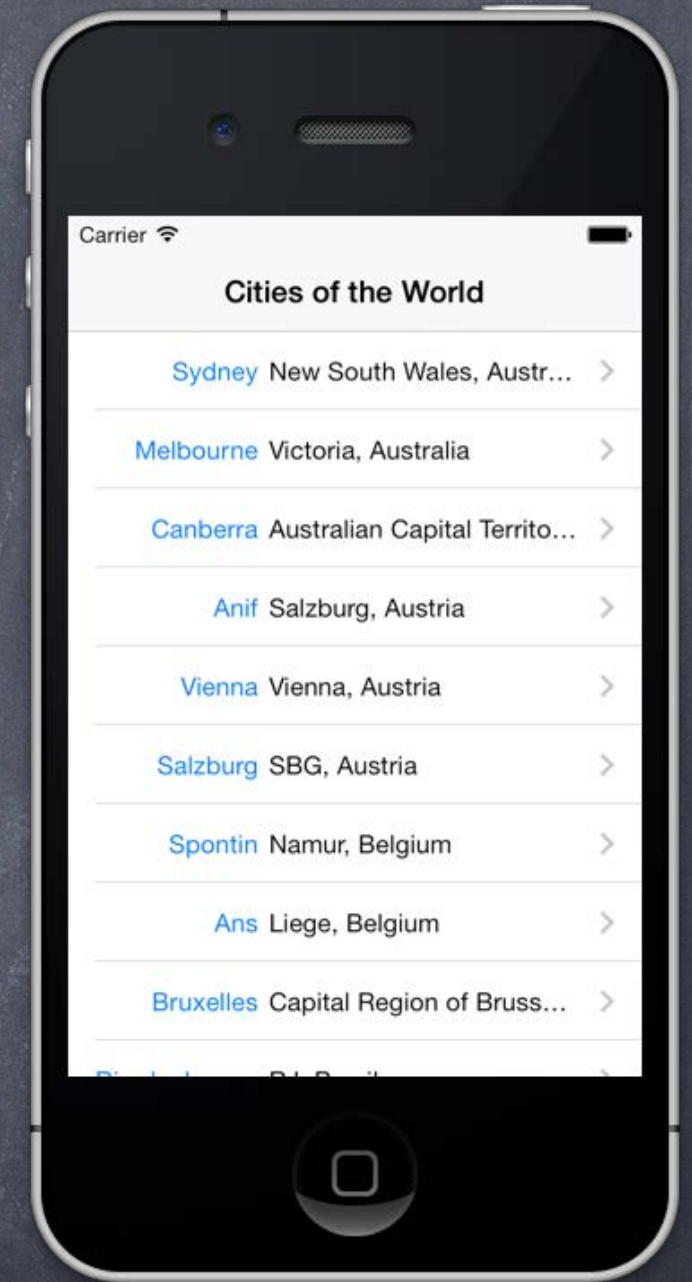 Carrier
Cities of the World
Sydney New South Wales, Austr...
Melbourne Victoria, Australia
Canberra Australian Capital Territo...
Anif Salzburg, Austria
Vienna Vienna, Austria
Salzburg SBG, Austria
Spontin Namur, Belgium
Ans Liege, Belgium
Bruxelles Capital Region of Bruss...